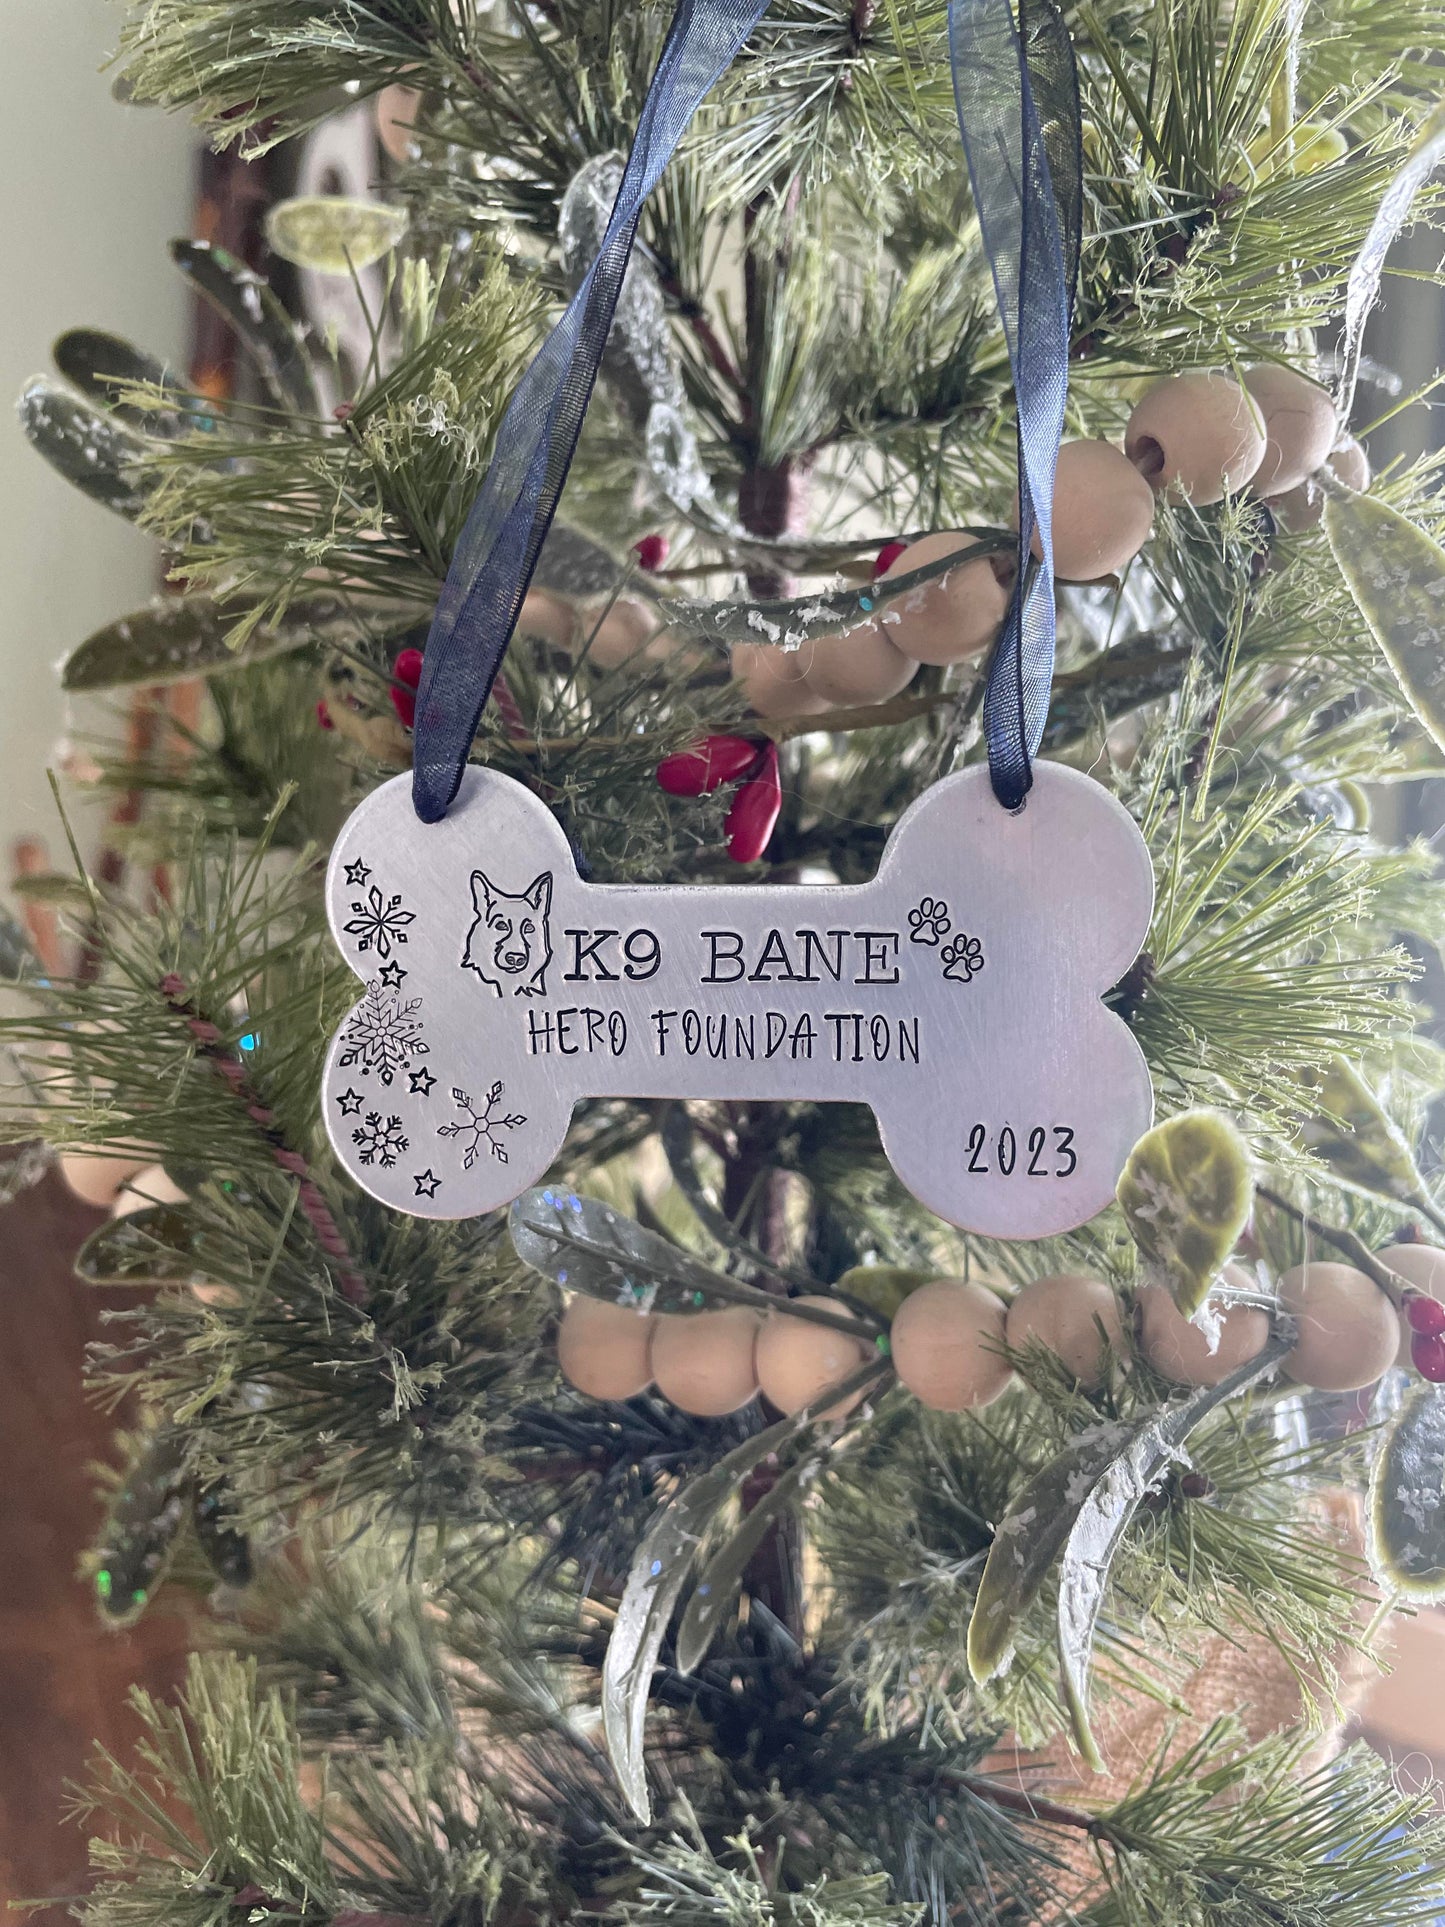 K9 BANE
HERO FOUNDATION
2023